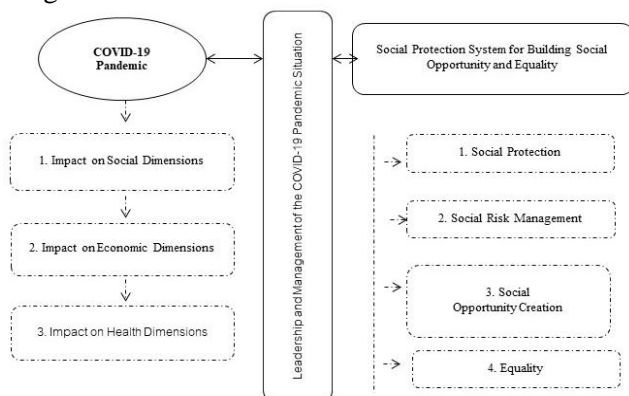 COVID-19
Pandemic
Leadership and Management of the COVID-19 Pandemic Situation
Social Protection System for Building Social
Opportunity and Equality
1. Impact on Social Dimensions
2. Impact on Economic Dimensions
3. Impact on Health Dimensions
1. Social Protection
2. Social Risk Management
3. Social
Opportunity Creation
4. Equality